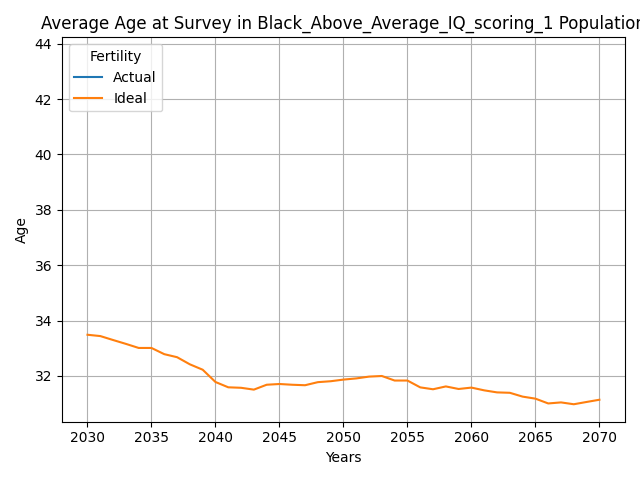 Average Age at Survey in Black_Above_Average_IQ_scoring_1 Population
Fertility
Actual
Ideal
44
42
40
38
36
34
32
Age
2030 2035 2040 2045 2050 2055 2060 2065 2070
Years